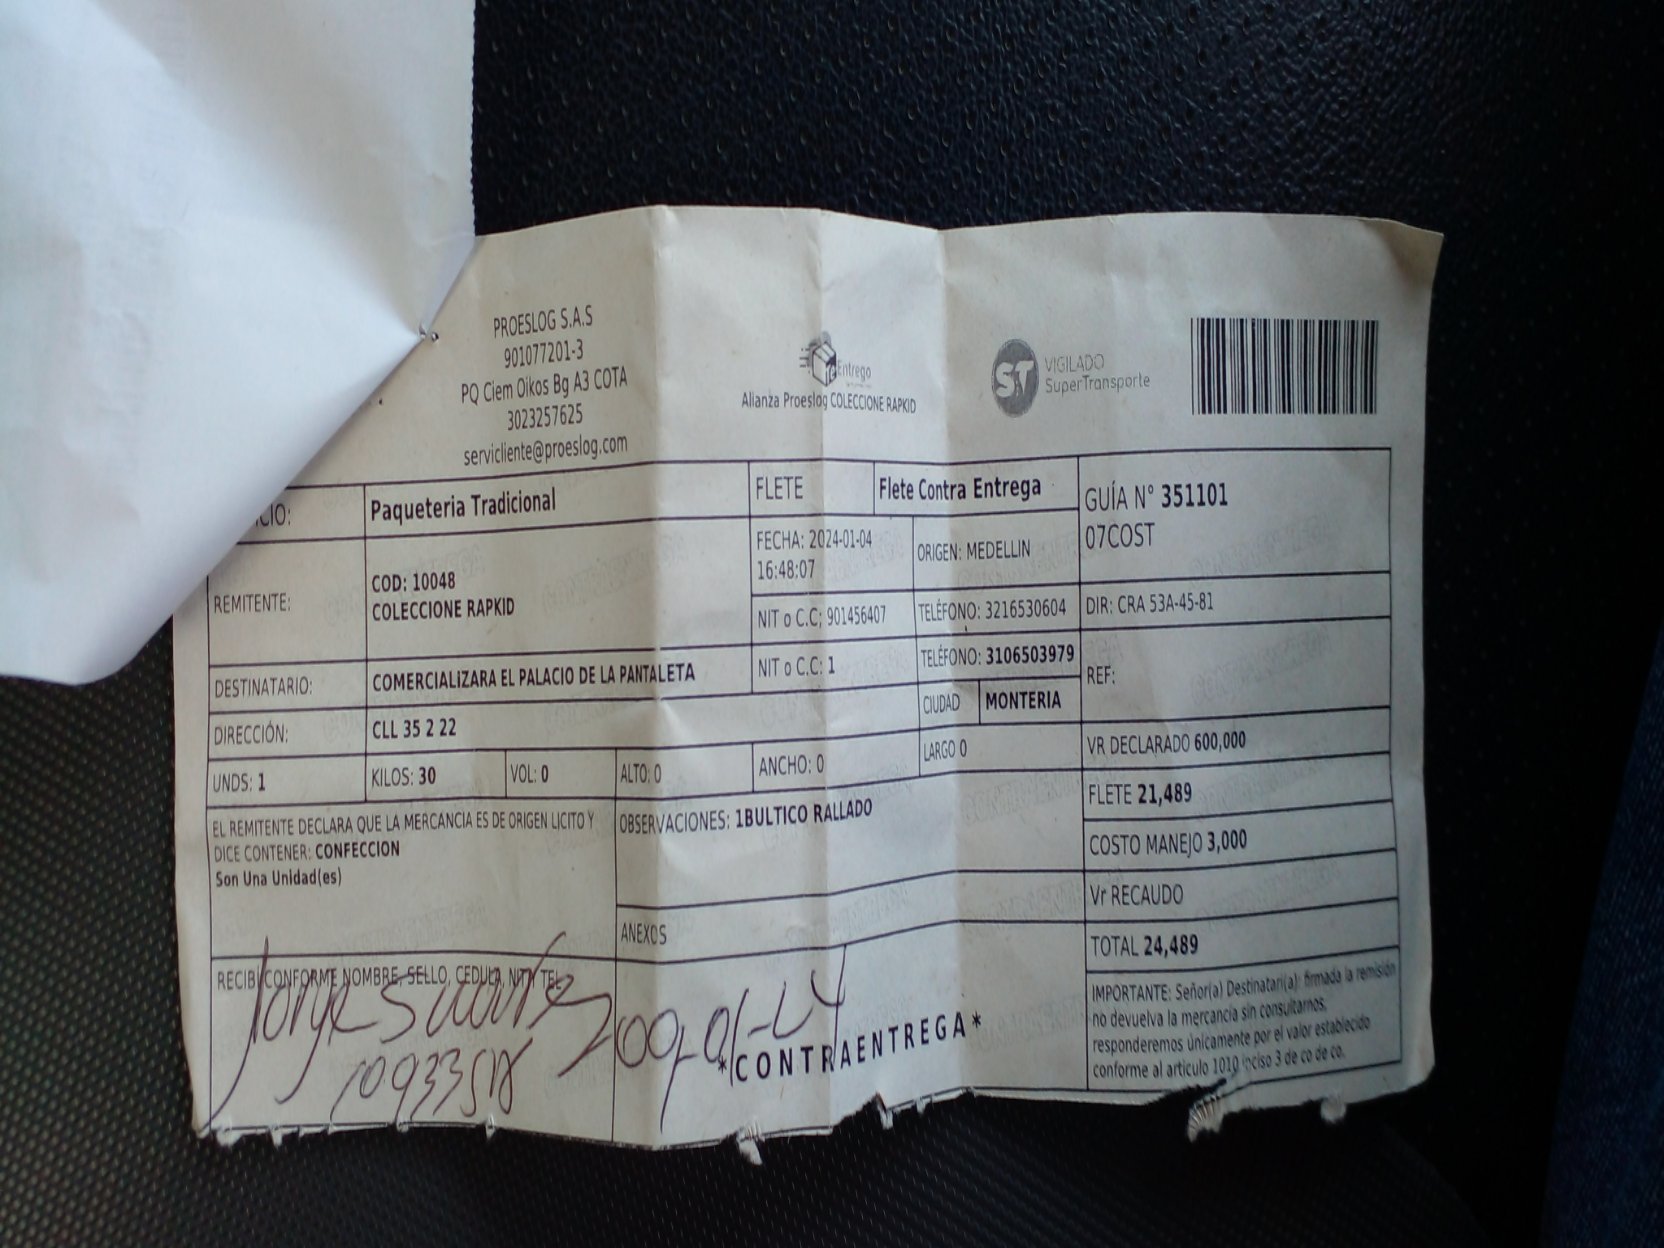 PROESLOG S.A.S
901077201-3
PQ Ciem Oikos Bg A3 COTA
3023257625
servicliente@proeslog.com
Entrego
Alianza Proeslog COLECCIONE RAPKID
ST VIGILADO
SuperTransporte
CIO: Paqueteria Tradicional
FLETE Flete Contra Entrega
GUÍA N° 351101
07COST
REMITENTE: COD: 10048
COLECCIONE RAPKID
FECHA: 2024-01-04
16:48:07
ORIGEN: MEDELLIN
NIT o C.C: 901456407
TELÉFONO: 3216530604
DIR: CRA 53A-45-81
DESTINATARIO: COMERCIALIZARA EL PALACIO DE LA PANTALETA
NIT o C.C: 1
TELÉFONO: 3106503979
REF:
DIRECCIÓN: CLL 35 2 22
CIUDAD MONTERIA
UNDS: 1 KILOS: 30 VOL: 0 ALTO: 0 ANCHO: 0 LARGO 0
VR DECLARADO 600,000
FLETE 21,489
COSTO MANEJO 3,000
Vr RECAUDO
TOTAL 24,489
EL REMITENTE DECLARA QUE LA MERCANCIA ES DE ORIGEN LICITO Y
DICE CONTENER: CONFECCION
Son Una Unidad(es)
OBSERVACIONES: 1BULTICO RALLADO
ANEXOS
RECIBI CONFORME NOMBRE, SELLO, CEDULA, NIT Y TEL
Jorge
*CONTRAENTREGA*
IMPORTANTE: Señor(a) Destinatari(a): firmada la remisión
no devuelva la mercancia sin consultarnos,
responderemos únicamente por el valor establecido
conforme al articulo 1010 inciso 3 de co de co.